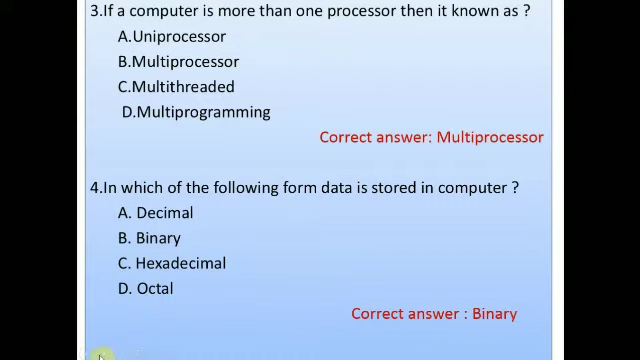 3.If a computer is more than one processor then it known as ?
A.Uniprocessor
B.Multiprocessor
C.Multithreaded
D.Multiprogramming
Correct answer: Multiprocessor
4.In which of the following form data is stored in computer ?
A. Decimal
B. Binary
C. Hexadecimal
D. Octal
Correct answer : Binary